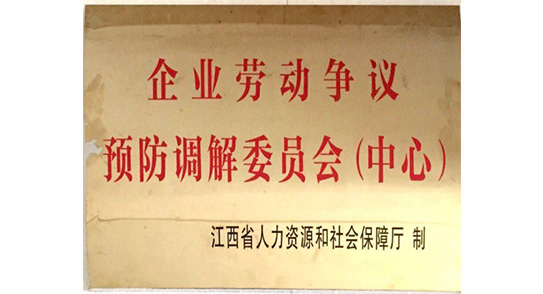 企业劳动争议
预防调解委员会(中心)
江西省人力资源和社会保障厅 制